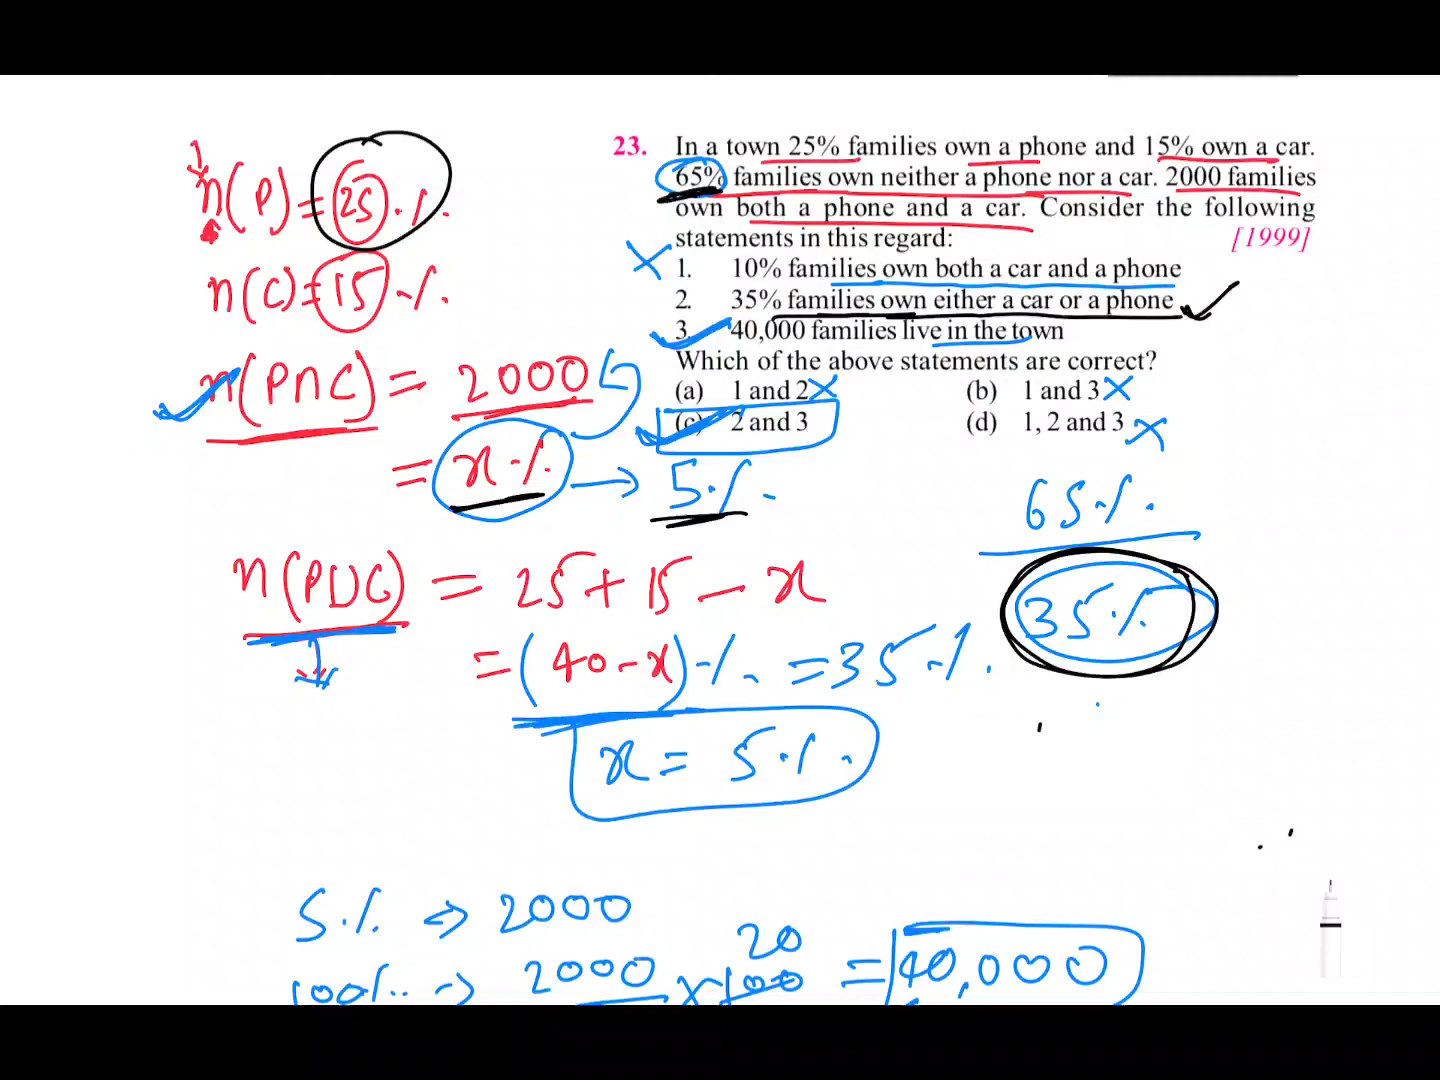 23. In a town 25% families own a phone and 15% own a car.
65% families own neither a phone nor a car. 2000 families
own both a phone and a car. Consider the following
statements in this regard: [1999]
1. 10% families own both a car and a phone
2. 35% families own either a car or a phone
3. 40,000 families live in the town
Which of the above statements are correct?
(a) 1 and 2 (b) 1 and 3
(c) 2 and 3 (d) 1, 2 and 3
n(P) = 25 %.
n(C) = 15 %
n(P∩C) = 2000
= x % → 5 %.
65 %.
35 %
n(PUC) = 25 + 15 - x
= (40 - x) %. = 35 %.
x = 5 %.
5 % ⇒ 2000
100% → 2000 × 100 20 = 40,000